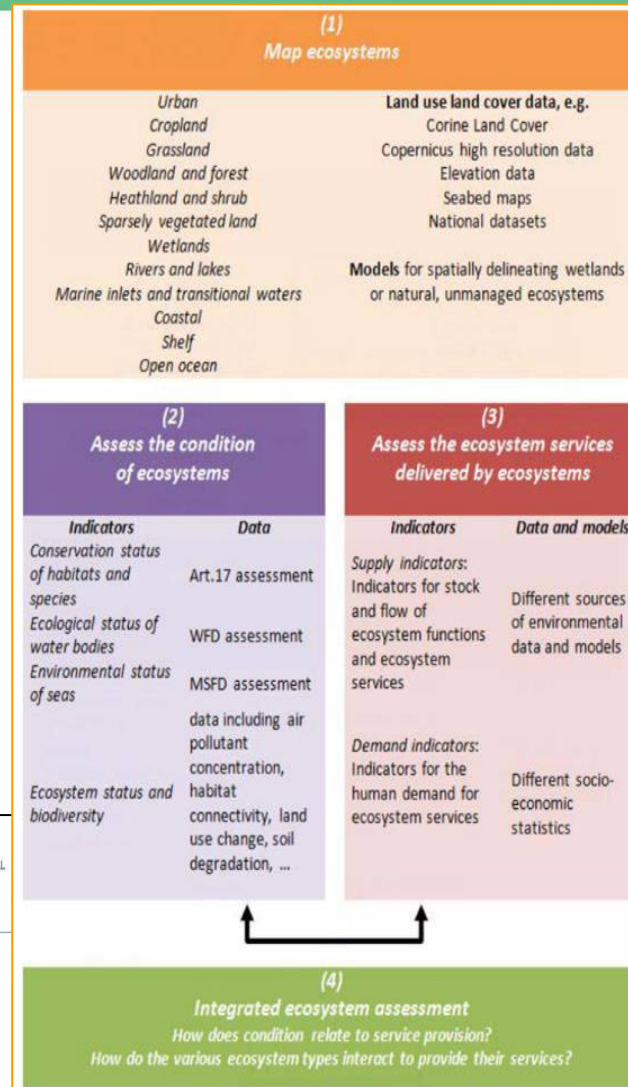 (1)
Map ecosystems
Urban
Cropland
Grassland
Woodland and forest
Heathland and shrub
Sparsely vegetated land
Wetlands
Rivers and lakes
Marine inlets and transitional waters
Coastal
Shelf
Open ocean
Land use land cover data, e.g.
Corine Land Cover
Copernicus high resolution data
Elevation data
Seabed maps
National datasets
Models for spatially delineating wetlands
or natural, unmanaged ecosystems
(2)
Assess the condition
of ecosystems
Indicators Data
Conservation status
of habitats and
species
Art.17 assessment
Ecological status of
water bodies
WFD assessment
Environmental status
of seas
MSFD assessment
Ecosystem status and
biodiversity
data including air
pollutant
concentration,
habitat
connectivity, land
use change, soil
degradation, ...
(3)
Assess the ecosystem services
delivered by ecosystems
Indicators Data and models
Supply indicators:
Indicators for stock
and flow of
ecosystem functions
and ecosystem
services
Different sources
of environmental
data and models
Demand indicators:
Indicators for the
human demand for
ecosystem services
Different socio-
economic
statistics
(4)
Integrated ecosystem assessment
How does condition relate to service provision?
How do the various ecosystem types interact to provide their services?